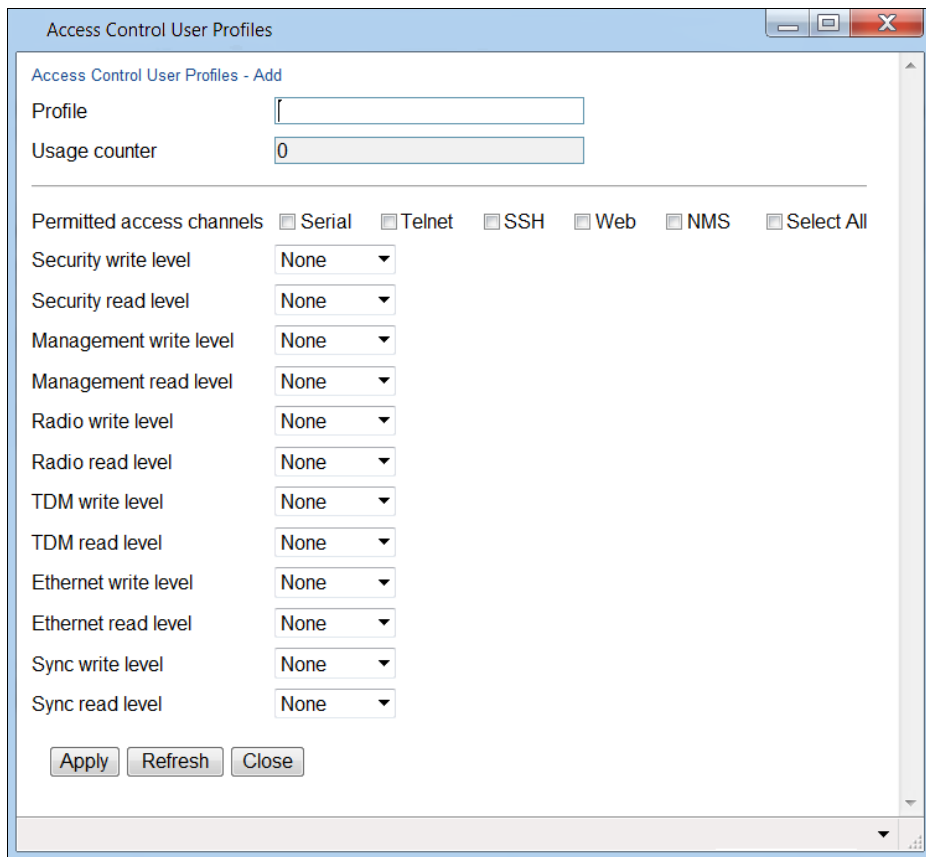 Access Control User Profiles
Access Control User Profiles - Add
Profile
Usage counter 0
Permitted access channels Serial Telnet SSH Web NMS Select All
Security write level None
Security read level None
Management write level None
Management read level None
Radio write level None
Radio read level None
TDM write level None
TDM read level None
Ethernet write level None
Ethernet read level None
Sync write level None
Sync read level None
Apply Refresh Close